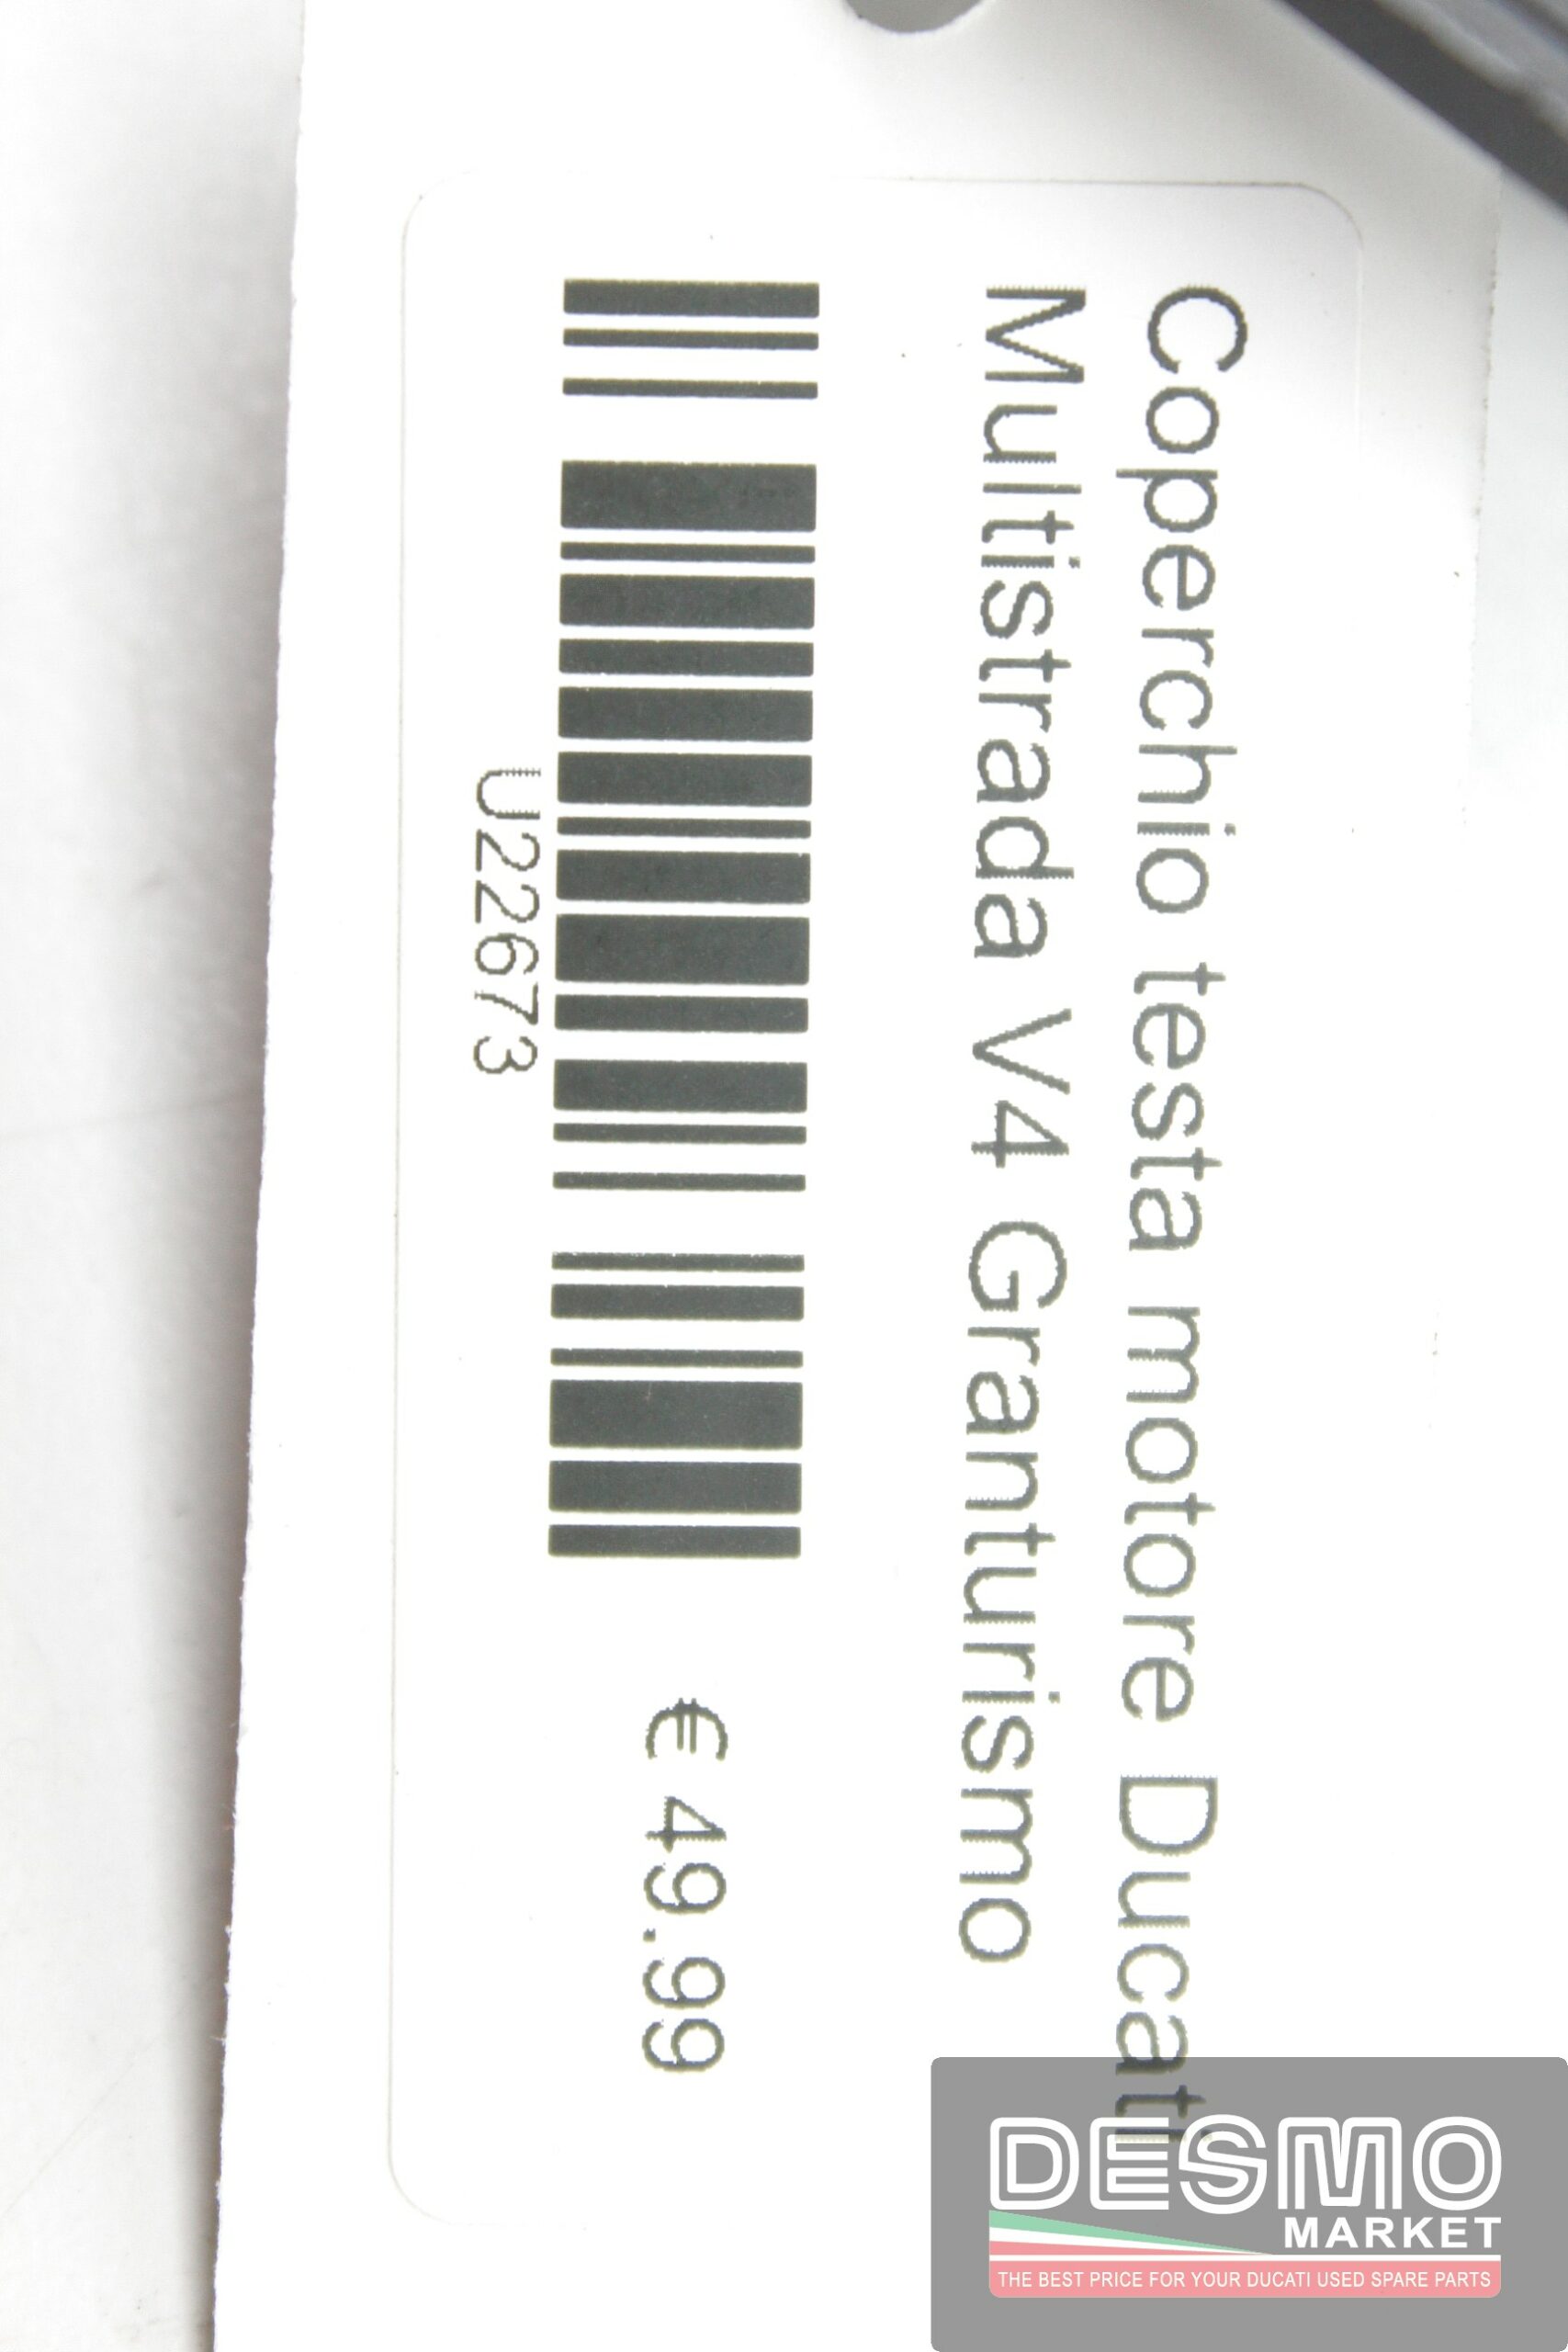 Coperchio testa motore Ducati
Multistrada V4 Granturismo
€ 49.99
U22673
DESMO
MARKET
THE BEST PRICE FOR YOUR DUCATI USED SPARE PARTS